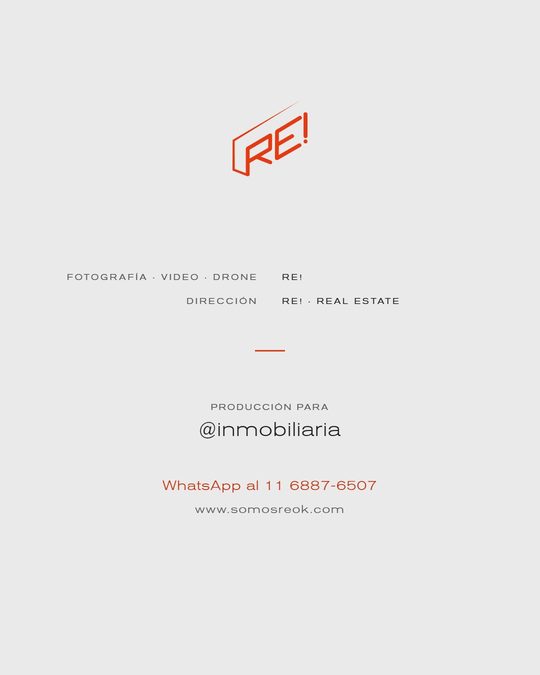 RE!
FOTOGRAFÍA · VIDEO · DRONE RE!
DIRECCIÓN RE! · REAL ESTATE
PRODUCCIÓN PARA
@inmobiliaria
WhatsApp al 11 6887-6507
www.somosreok.com